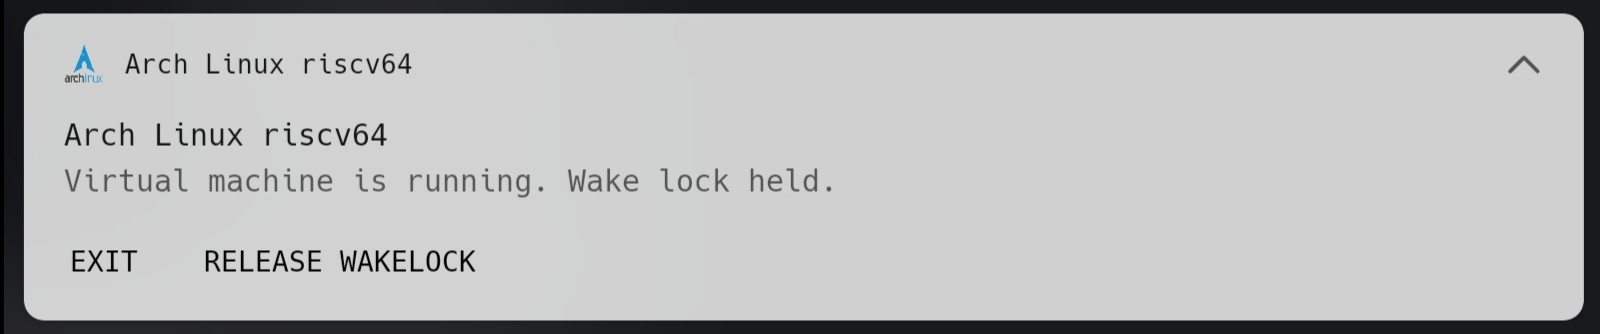 archlinux
Arch Linux riscv64
Arch Linux riscv64
Virtual machine is running. Wake lock held.
EXIT RELEASE WAKELOCK